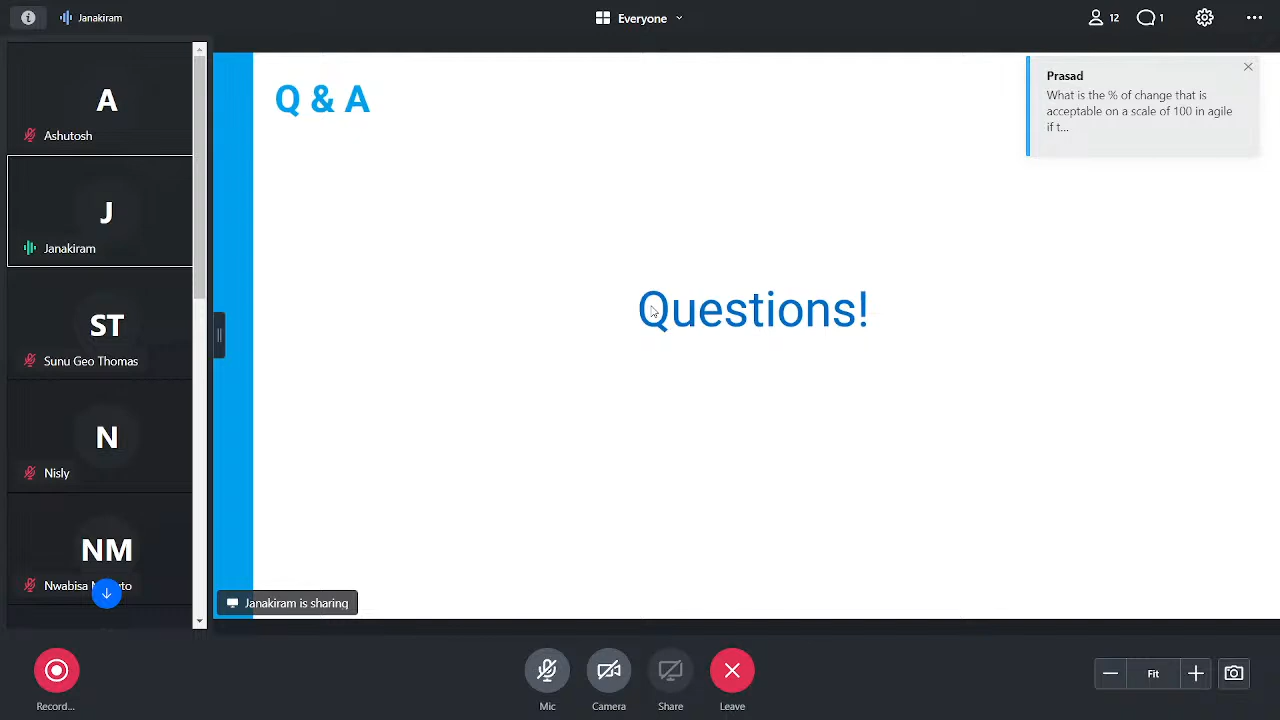 Janakiram
Everyone
12
1
A
Ashutosh
J
Janakiram
ST
Sunu Geo Thomas
N
Nisly
NM
Nwabisa
Q & A
Questions!
Prasad
What is the % of change that is
acceptable on a scale of 100 in agile
if t...
Janakiram is sharing
Record...
Mic
Camera
Share
Leave
Fit